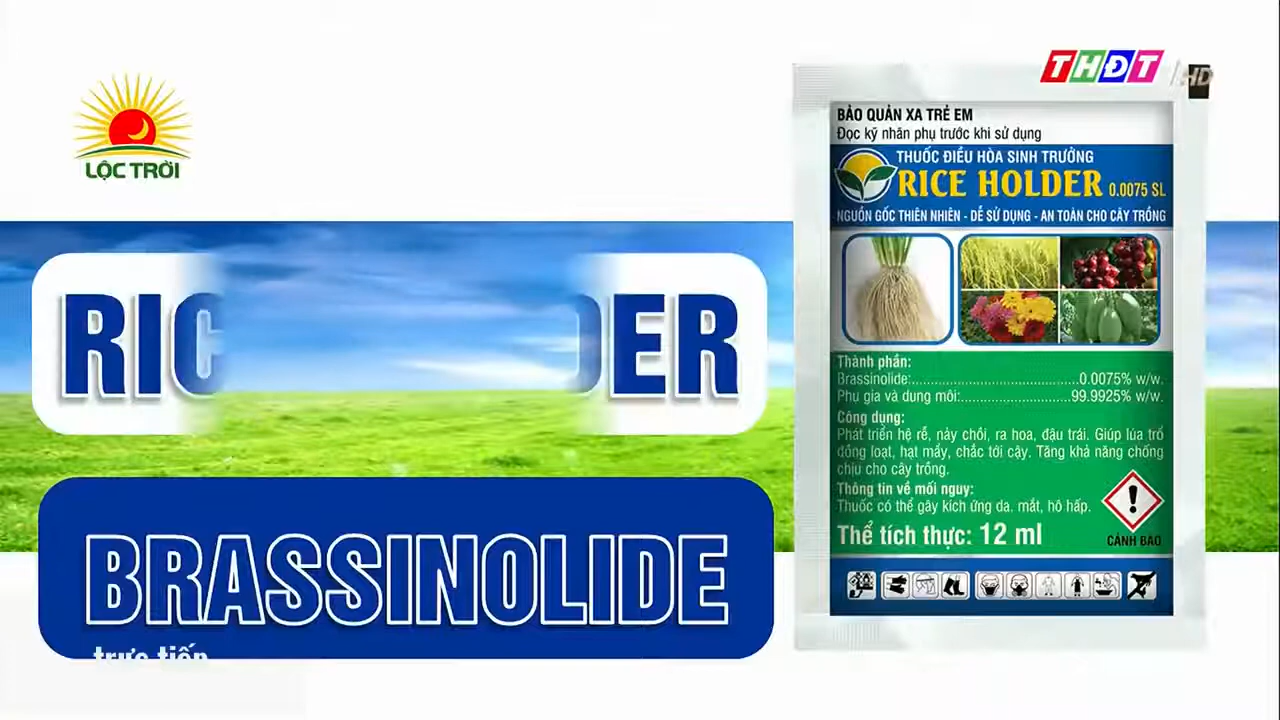 LỘC TRỜI
THĐT
HD
RIC DER
BRASSINOLIDE
trực tiếp
BẢO QUẢN XA TRẺ EM
Đọc kỹ nhãn phụ trước khi sử dụng
THUỐC ĐIỀU HÒA SINH TRƯỞNG
RICE HOLDER 0.0075 SL
NGUỒN GỐC THIÊN NHIÊN - DỄ SỬ DỤNG - AN TOÀN CHO CÂY TRỒNG
Thành phần:
Brassinolide:..........................................0.0075% w/w.
Phụ gia và dung môi:...........................99.9925% w/w.
Công dụng:
Phát triển hệ rễ, nảy chồi, ra hoa, đậu trái. Giúp lúa trổ
đồng loạt, hạt mẩy, chắc tới cậy. Tăng khả năng chống
chịu cho cây trồng.
Thông tin về mối nguy:
Thuốc có thể gây kích ứng da, mắt, hô hấp.
Thể tích thực: 12 ml
CẢNH BÁO